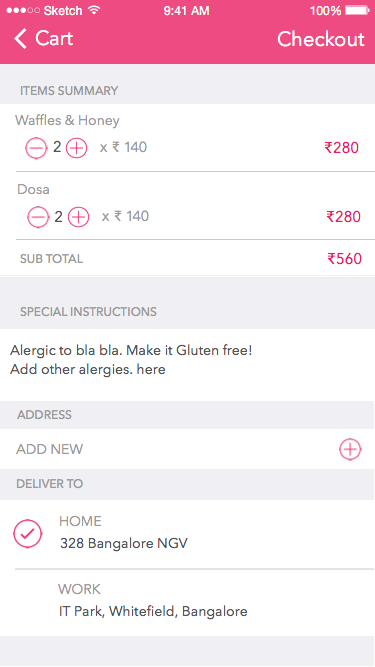 Sketch 9:41 AM 100%
Cart Checkout
ITEMS SUMMARY
Waffles & Honey
2 x ₹ 140 ₹280
Dosa
2 x ₹ 140 ₹280
SUB TOTAL ₹560
SPECIAL INSTRUCTIONS
Alergic to bla bla. Make it Gluten free!
Add other alergies. here
ADDRESS
ADD NEW
DELIVER TO
HOME
328 Bangalore NGV
WORK
IT Park, Whitefield, Bangalore